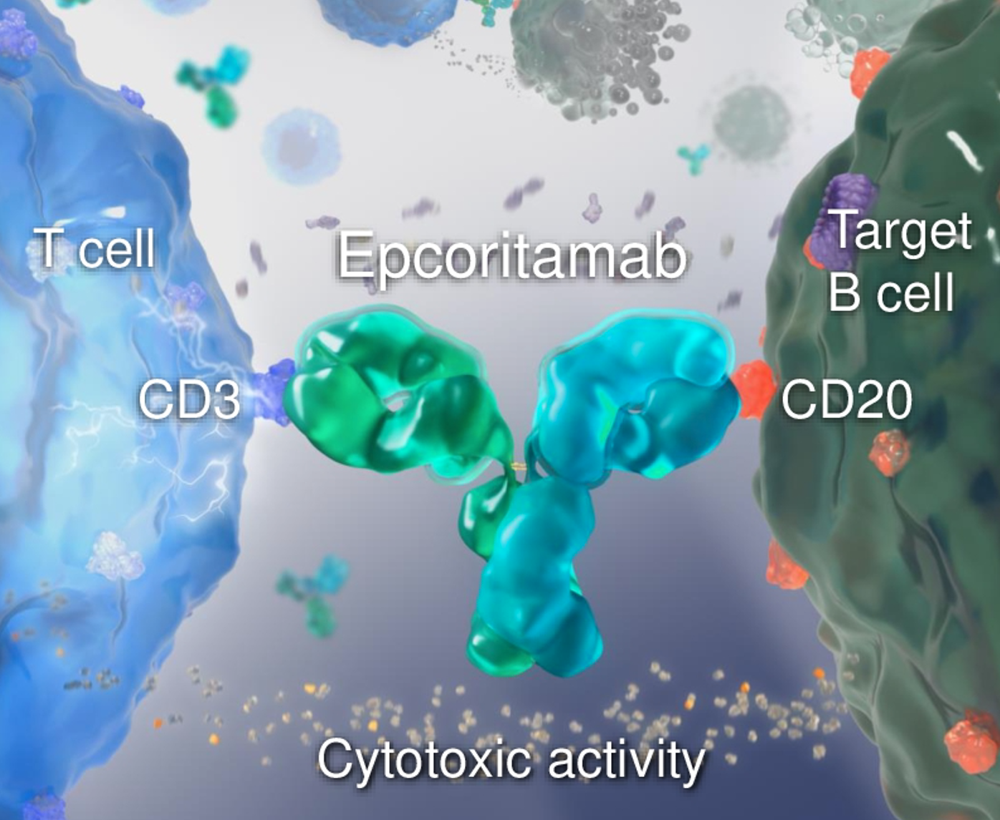 Epcoritamab
T cell
Target
B cell
CD3
CD20
Cytotoxic activity